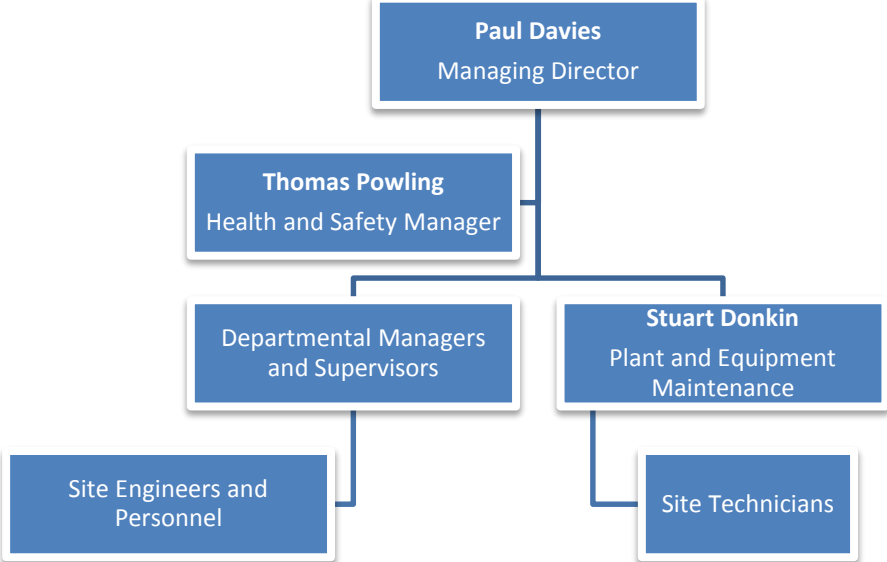 Paul Davies
Managing Director
Thomas Powling
Health and Safety Manager
Departmental Managers
and Supervisors
Stuart Donkin
Plant and Equipment
Maintenance
Site Engineers and
Personnel
Site Technicians